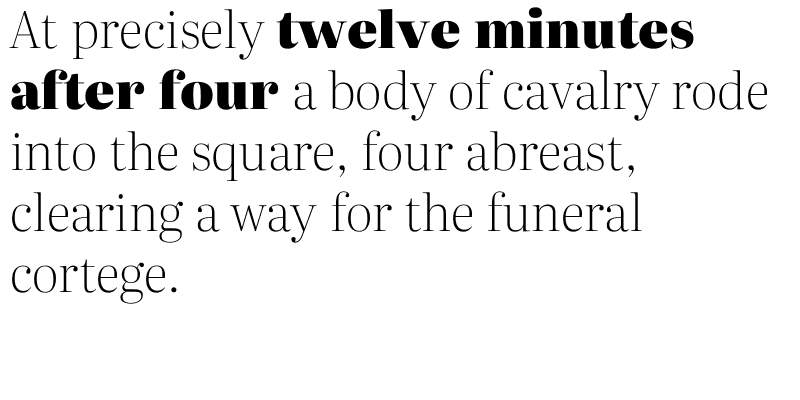 At precisely twelve minutes
after four a body of cavalry rode
into the square, four abreast,
clearing a way for the funeral
cortege.